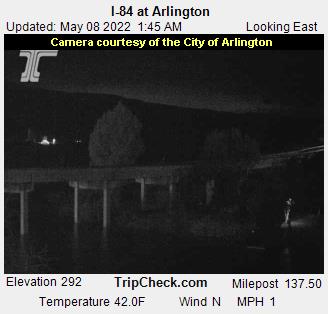 I-84 at Arlington
Updated: May 08 2022 1:45 AM Looking East
Camera courtesy of the City of Arlington
Elevation 292 TripCheck.com Milepost 137.50
Temperature 42.0F Wind N MPH 1